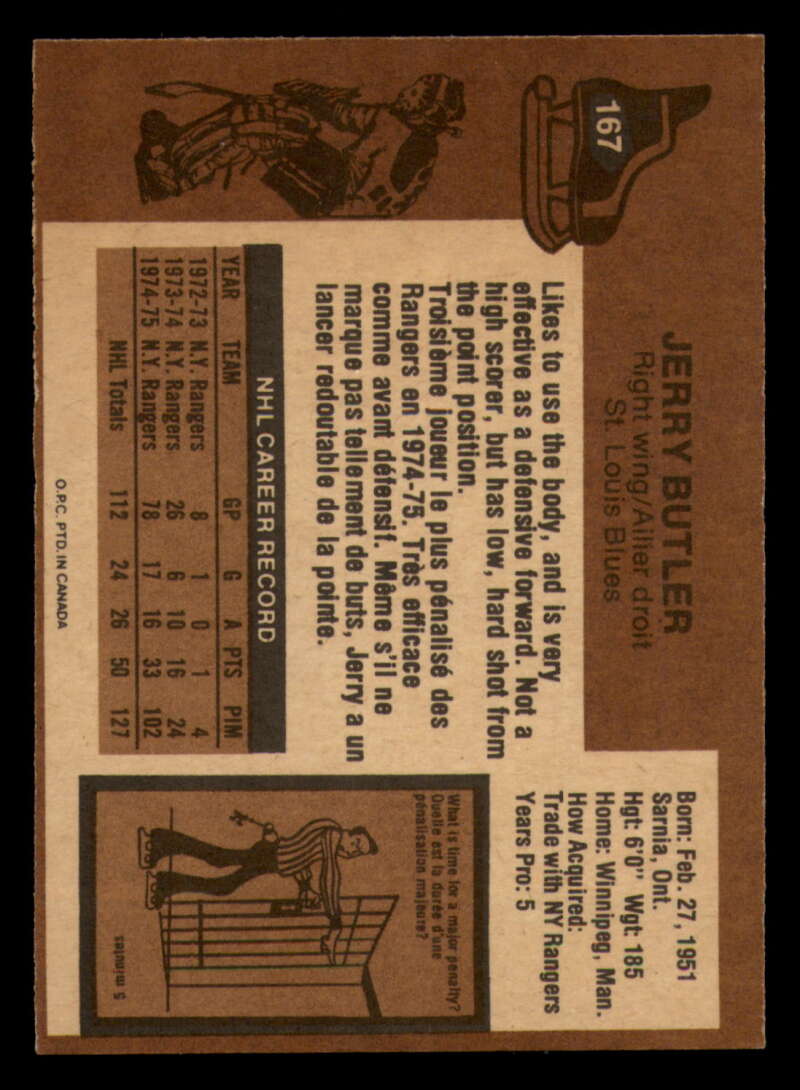 167
JERRY BUTLER
Right wing/Ailier droit
St. Louis Blues
Likes to use the body, and is very
effective as a defensive forward. Not a
high scorer, but has low, hard shot from
the point position.
Troisième joueur le plus pénalisé des
Rangers en 1974-75. Très efficace
comme avant défensif. Même s'il ne
marque pas tellement de buts, Jerry a un
lancer redoutable de la pointe.
NHL CAREER RECORD
YEAR TEAM GP G A PTS PIM
1972-73 N.Y. Rangers 8 1 0 1 4
1973-74 N.Y. Rangers 26 6 10 16 24
1974-75 N.Y. Rangers 78 17 16 33 102
NHL Totals 112 24 26 50 127
O.P.C. PTD. IN CANADA
Born: Feb. 27, 1951
Sarnia, Ont.
Hgt: 6'0" Wgt: 185
Home: Winnipeg, Man.
How Acquired:
Trade with NY Rangers
Years Pro: 5
What is time for a major penalty?
Quelle est la durée d'une
pénalisation majeure?
5 minutes